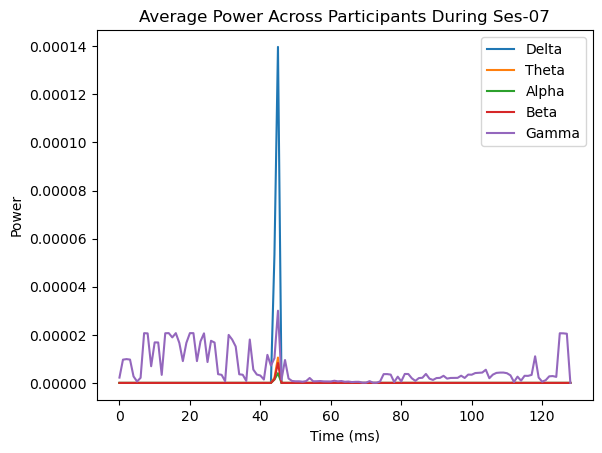 Average Power Across Participants During Ses-07
Power
0.00014
0.00012
0.00010
0.00008
0.00006
0.00004
0.00002
0.00000
Delta
Theta
Alpha
Beta
Gamma
0 20 40 60 80 100 120
Time (ms)